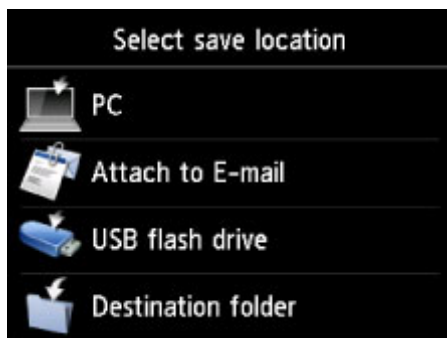 Select save location
PC
Attach to E-mail
USB flash drive
Destination folder